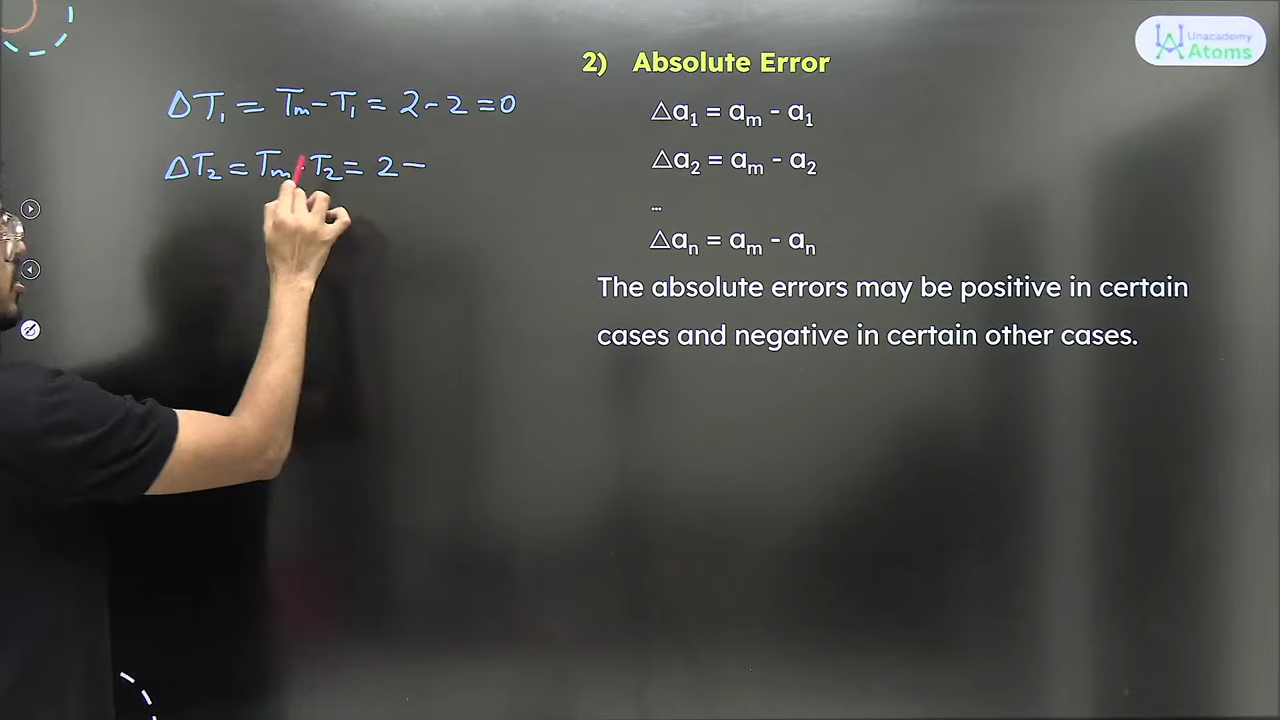 Unacademy
Atoms
2) Absolute Error
ΔT₁ = Tₘ - T₁ = 2 - 2 = 0
ΔT₂ = Tₘ - T₂ = 2 -
△a₁ = aₘ - a₁
△a₂ = aₘ - a₂
...
△aₙ = aₘ - aₙ
The absolute errors may be positive in certain
cases and negative in certain other cases.